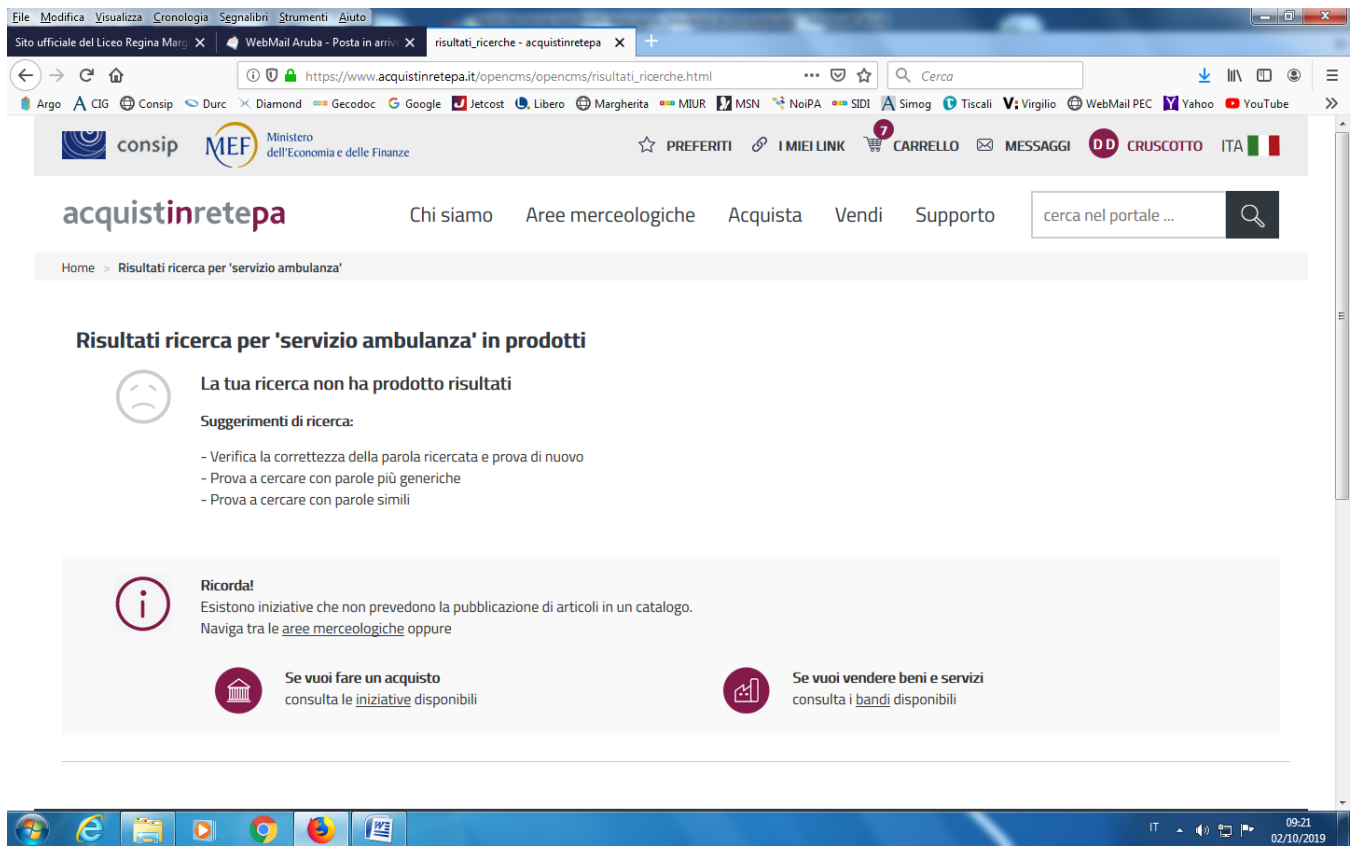 File Modifica Visualizza Cronologia Segnalibri Strumenti Aiuto
Sito ufficiale del Liceo Regina Marg
WebMail Aruba - Posta in arriv
risultati_ricerche - acquistinretepa
https://www.acquistinretepa.it/opencms/opencms/risultati_ricerche.html
Cerca
Argo CIG Consip Durc Diamond Gecodoc Google Jetcost Libero Margherita MIUR MSN NoiPA SIDI Simog Tiscali Virgilio WebMail PEC Yahoo YouTube
consip MEF Ministero
dell'Economia e delle Finanze
PREFERITI I MIEI LINK 7 CARRELLO MESSAGGI DD CRUSCOTTO ITA
acquistinretepa Chi siamo Aree merceologiche Acquista Vendi Supporto cerca nel portale ...
Home > Risultati ricerca per 'servizio ambulanza'
Risultati ricerca per 'servizio ambulanza' in prodotti
La tua ricerca non ha prodotto risultati
Suggerimenti di ricerca:
- Verifica la correttezza della parola ricercata e prova di nuovo
- Prova a cercare con parole più generiche
- Prova a cercare con parole simili
Ricorda!
Esistono iniziative che non prevedono la pubblicazione di articoli in un catalogo.
Naviga tra le aree merceologiche oppure
Se vuoi fare un acquisto
consulta le iniziative disponibili
Se vuoi vendere beni e servizi
consulta i bandi disponibili
IT 09:21
02/10/2019